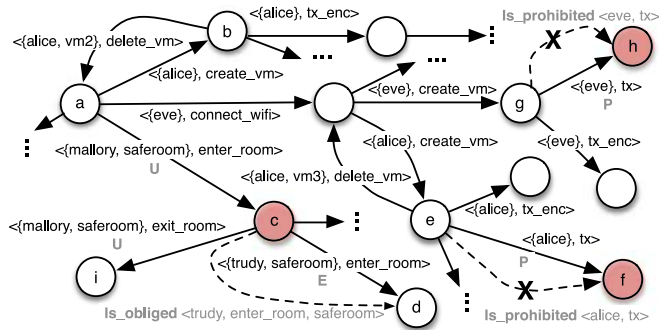 <{alice}, tx_enc}>
Is_prohibited <eve, tx>
<{alice, vm2}, delete_vm>
b
X
h
...
<{alice}, create_vm>
...
<{eve}, create_vm>
<{eve}, tx}>
P
a
g
<{eve}, connect_wifi}>
<{alice}, create_vm>
<{eve}, tx_enc}>
<{mallory, saferoom}, enter_room>
U
<{alice, vm3}, delete_vm>
<{mallory, saferoom}, exit_room>
U
c
e
<{alice}, tx_enc>
<{alice}, tx>
P
<{trudy, saferoom}, enter_room>
E
i
X
f
d
Is_obliged <trudy, enter_room, saferoom>
Is_prohibited <alice, tx>